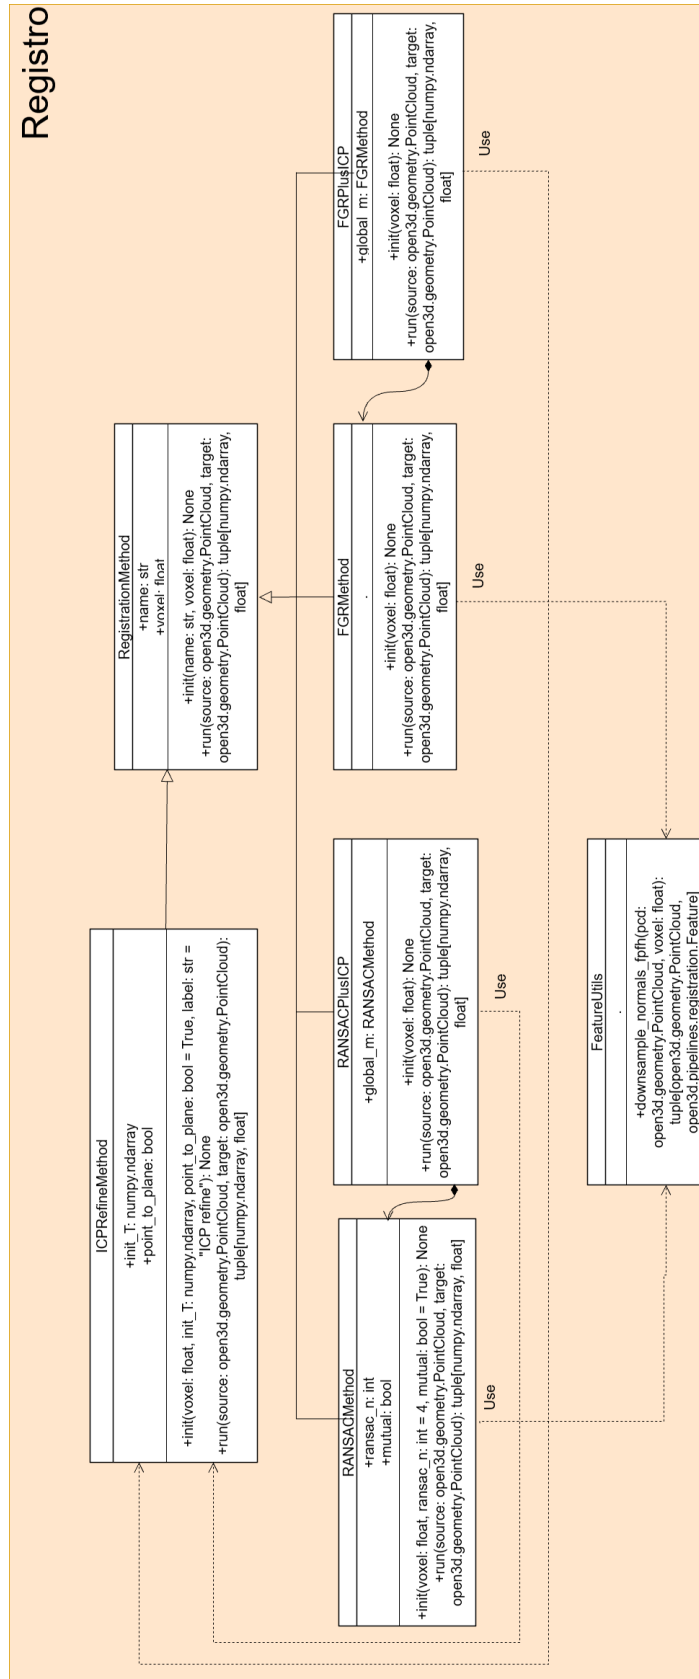 Registro
ICPRefineMethod
+init_T: numpy.ndarray
+point_to_plane: bool
+init(voxel: float, init_T: numpy.ndarray, point_to_plane: bool = True, label: str =
"ICP refine"): None
+run(source: open3d.geometry.PointCloud, target: open3d.geometry.PointCloud):
tuple[numpy.ndarray, float]
RegistrationMethod
+name: str
+voxel: float
+init(name: str, voxel: float): None
+run(source: open3d.geometry.PointCloud, target:
open3d.geometry.PointCloud): tuple[numpy.ndarray,
float]
RANSACMethod
+ransac_n: int
+mutual: bool
+init(voxel: float, ransac_n: int = 4, mutual: bool = True): None
+run(source: open3d.geometry.PointCloud, target:
open3d.geometry.PointCloud): tuple[numpy.ndarray, float]
Use
RANSACPlusICP
+global_m: RANSACMethod
+init(voxel: float): None
+run(source: open3d.geometry.PointCloud, target:
open3d.geometry.PointCloud): tuple[numpy.ndarray,
float]
Use
FGRMethod
.
+init(voxel: float): None
+run(source: open3d.geometry.PointCloud, target:
open3d.geometry.PointCloud): tuple[numpy.ndarray,
float]
Use
FGRPlusICP
+global_m: FGRMethod
+init(voxel: float): None
+run(source: open3d.geometry.PointCloud, target:
open3d.geometry.PointCloud): tuple[numpy.ndarray,
float]
Use
FeatureUtils
.
+downsample_normals_fpfh(pcd:
open3d.geometry.PointCloud, voxel: float):
tuple[open3d.geometry.PointCloud,
open3d.pipelines.registration.Feature]